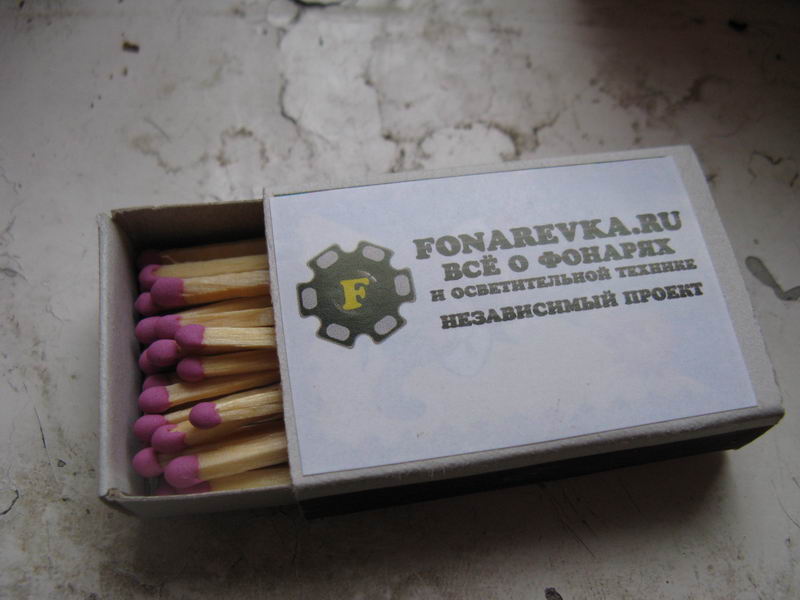 F
FONAREVKA.RU
ВСЁ О ФОНАРЯХ
И ОСВЕТИТЕЛЬНОЙ ТЕХНИКЕ
НЕЗАВИСИМЫЙ ПРОЕКТ